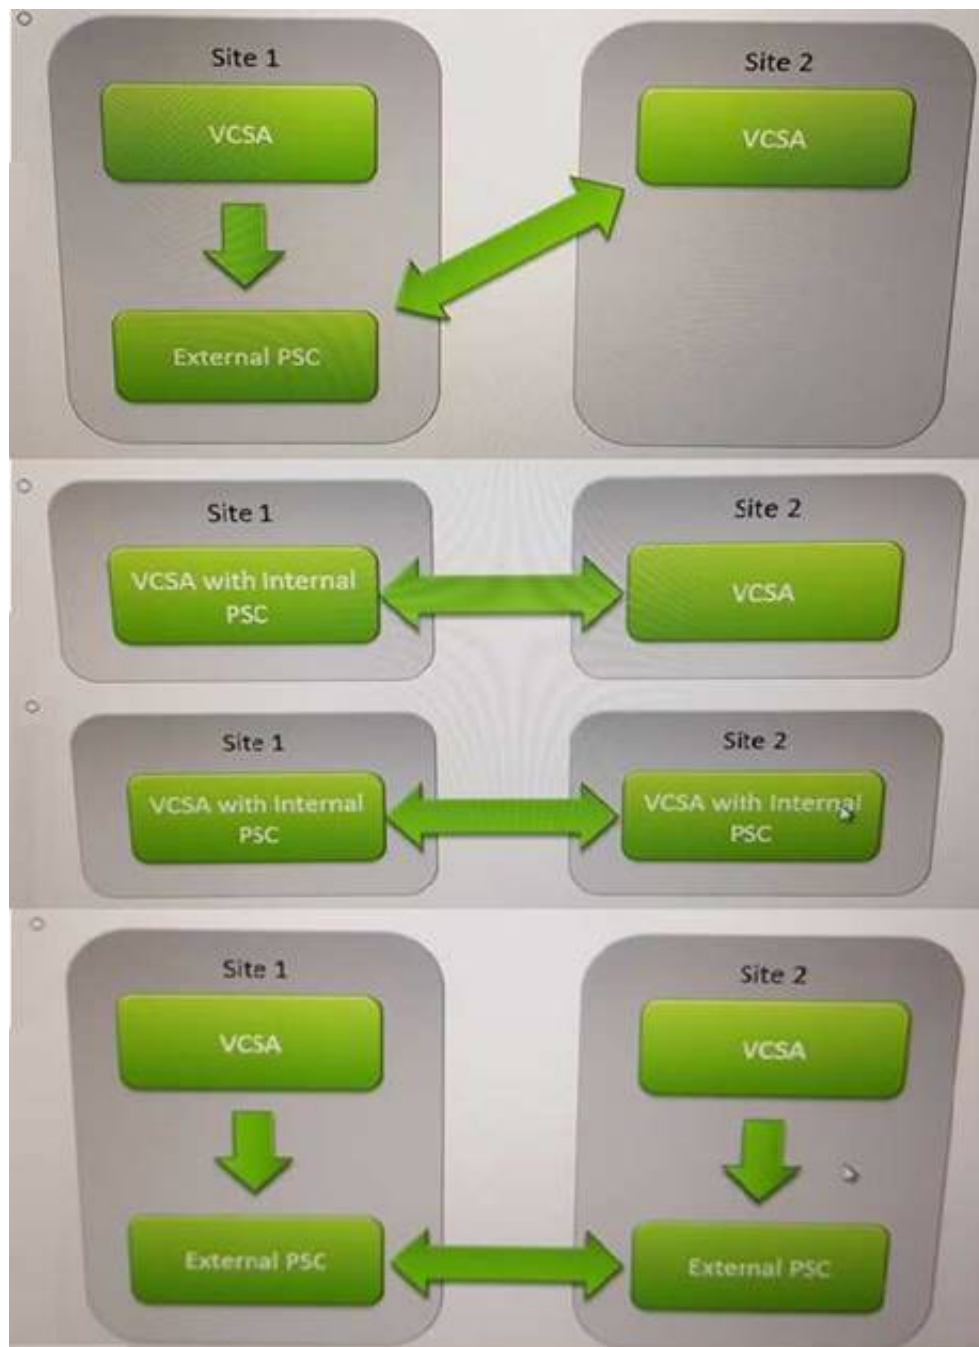 Site 1
VCSA
External PSC
Site 2
VCSA
Site 1
VCSA with Internal
PSC
Site 2
VCSA
Site 1
VCSA with Internal
PSC
Site 2
VCSA with Internal
PSC
Site 1
VCSA
External PSC
Site 2
VCSA
External PSC